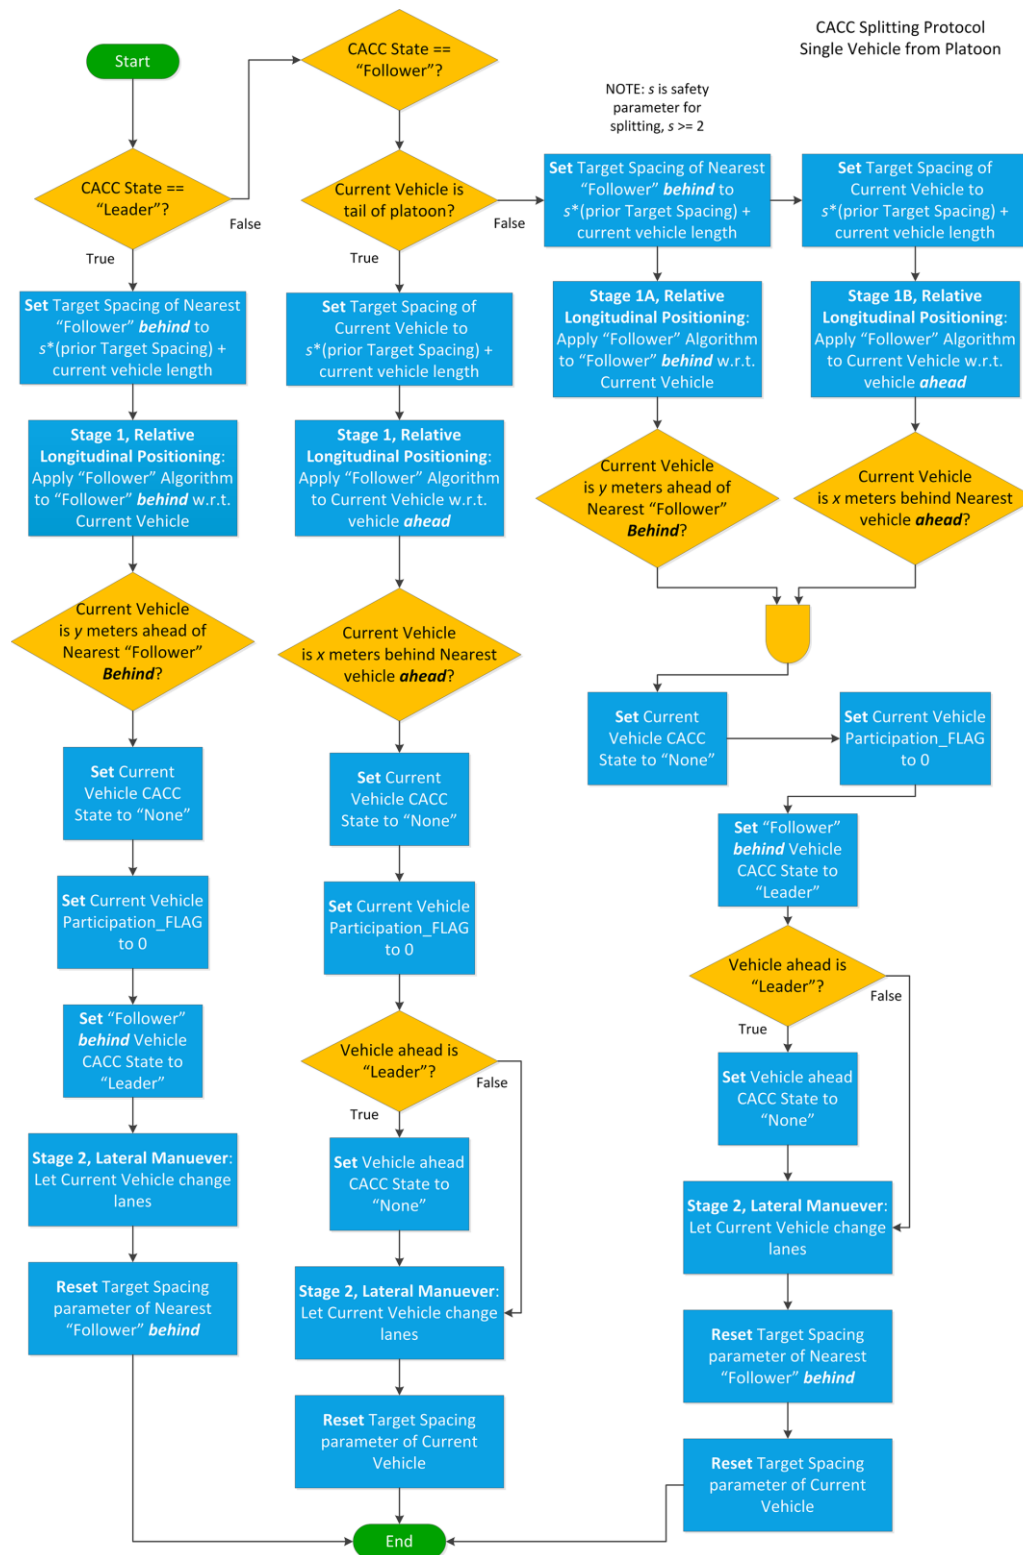 CACC Splitting Protocol
Single Vehicle from Platoon
Start
CACC State ==
“Follower”?
NOTE: s is safety
parameter for
splitting, s >= 2
CACC State ==
“Leader”?
False
True
Current Vehicle is
tail of platoon?
False
True
Set Target Spacing of Nearest
“Follower” behind to
s*(prior Target Spacing) +
current vehicle length
Set Target Spacing of
Current Vehicle to
s*(prior Target Spacing) +
current vehicle length
Set Target Spacing of Nearest
“Follower” behind to
s*(prior Target Spacing) +
current vehicle length
Set Target Spacing of
Current Vehicle to
s*(prior Target Spacing) +
current vehicle length
Stage 1A, Relative
Longitudinal Positioning:
Apply “Follower” Algorithm
to “Follower” behind w.r.t.
Current Vehicle
Stage 1B, Relative
Longitudinal Positioning:
Apply “Follower” Algorithm
to Current Vehicle w.r.t.
vehicle ahead
Stage 1, Relative
Longitudinal Positioning:
Apply “Follower” Algorithm
to “Follower” behind w.r.t.
Current Vehicle
Stage 1, Relative
Longitudinal Positioning:
Apply “Follower” Algorithm
to Current Vehicle w.r.t.
vehicle ahead
Current Vehicle
is y meters ahead of
Nearest “Follower”
Behind?
Current Vehicle
is x meters behind Nearest
vehicle ahead?
Current Vehicle
is y meters ahead of
Nearest “Follower”
Behind?
Current Vehicle
is x meters behind Nearest
vehicle ahead?
Set Current
Vehicle CACC
State to “None”
Set Current Vehicle
Participation_FLAG
to 0
Set Current
Vehicle CACC
State to “None”
Set Current
Vehicle CACC
State to “None”
Set “Follower”
behind Vehicle
CACC State to
“Leader”
Set Current Vehicle
Participation_FLAG
to 0
Set Current Vehicle
Participation_FLAG
to 0
Vehicle ahead is
“Leader”?
False
True
Set “Follower”
behind Vehicle
CACC State to
“Leader”
Vehicle ahead is
“Leader”?
False
True
Set Vehicle ahead
CACC State to
“None”
Stage 2, Lateral Manuever:
Let Current Vehicle change
lanes
Set Vehicle ahead
CACC State to
“None”
Stage 2, Lateral Manuever:
Let Current Vehicle change
lanes
Reset Target Spacing
parameter of Nearest
“Follower” behind
Stage 2, Lateral Manuever:
Let Current Vehicle change
lanes
Reset Target Spacing
parameter of Nearest
“Follower” behind
Reset Target Spacing
parameter of Current
Vehicle
Reset Target Spacing
parameter of Current
Vehicle
End